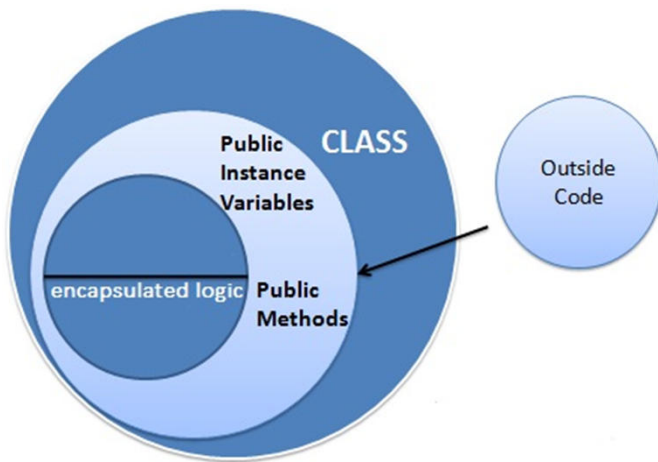 CLASS
Public
Instance
Variables
encapsulated logic
Public
Methods
Outside
Code